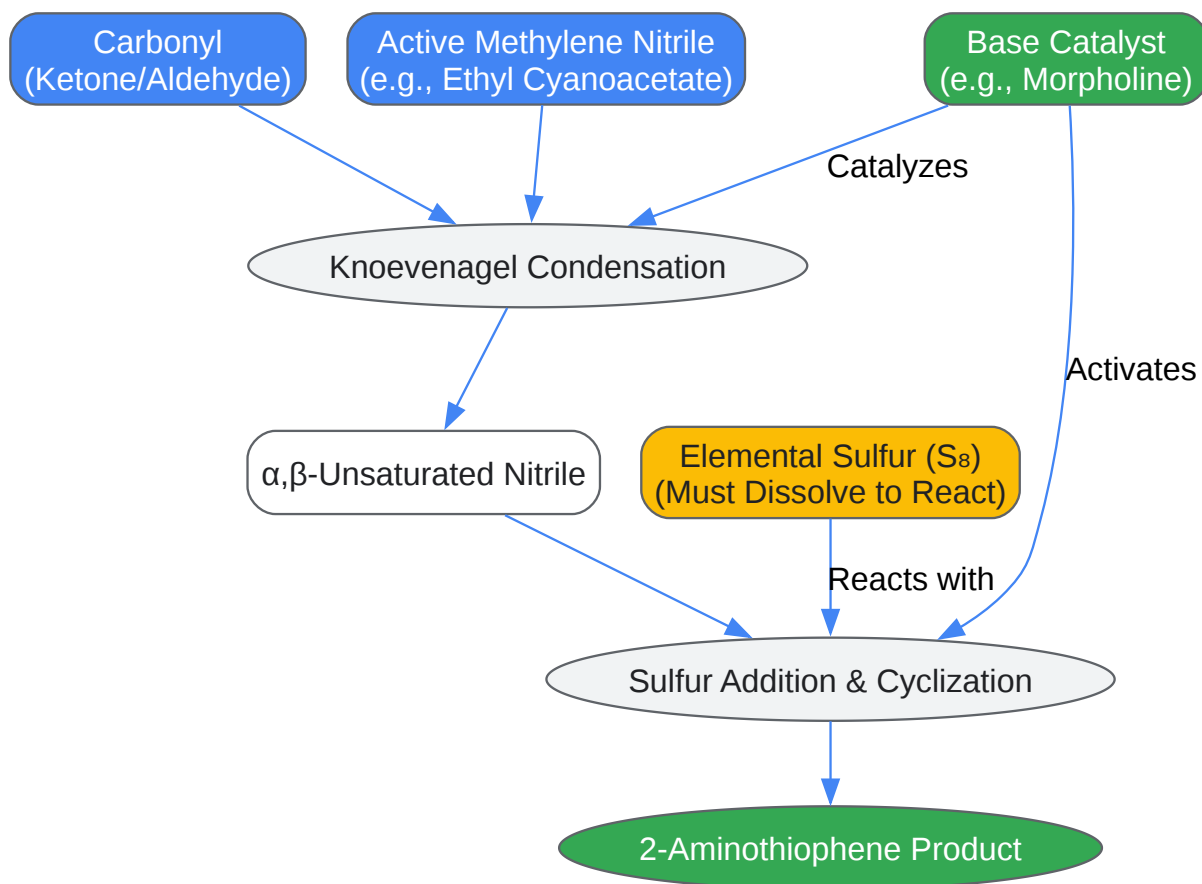 Carbonyl
(Ketone/Aldehyde)
Active Methylene Nitrile
(e.g., Ethyl Cyanoacetate)
Base Catalyst
(e.g., Morpholine)
Catalyzes
Knoevenagel Condensation
Activates
α,β-Unsaturated Nitrile
Elemental Sulfur (S₈)
(Must Dissolve to React)
Reacts with
Sulfur Addition & Cyclization
2-Aminothiophene Product